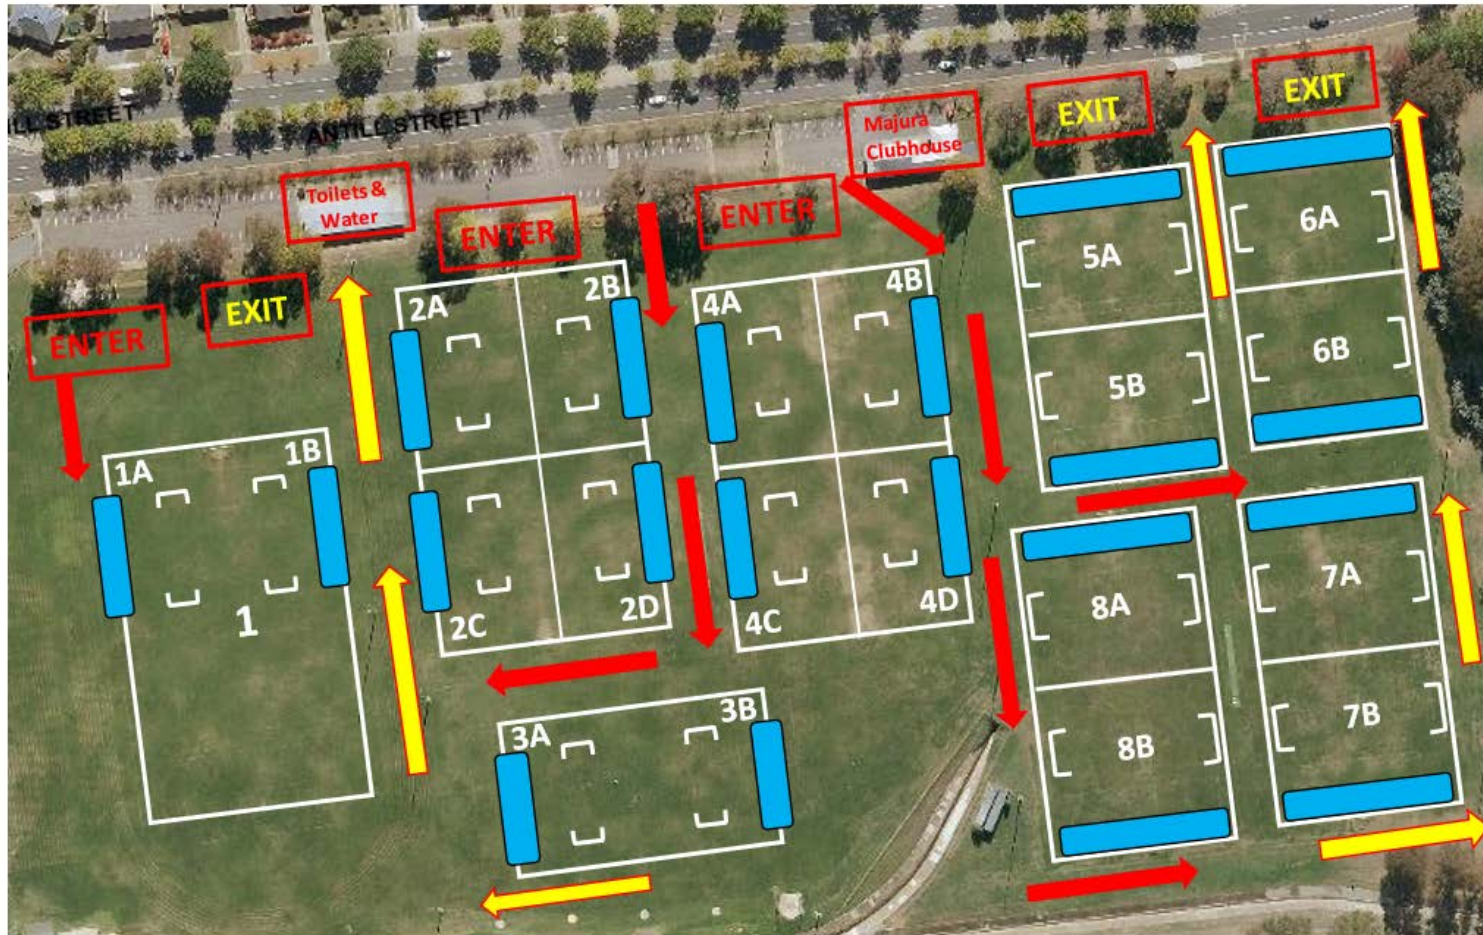 ILL STREET
ANTILL STREET
Toilets &
Water
ENTER
EXIT
ENTER
ENTER
Majura
Clubhouse
EXIT
EXIT
1A
1B
1
2A
2B
2C
2D
3A
3B
4A
4B
4C
4D
5A
5B
6A
6B
8A
8B
7A
7B